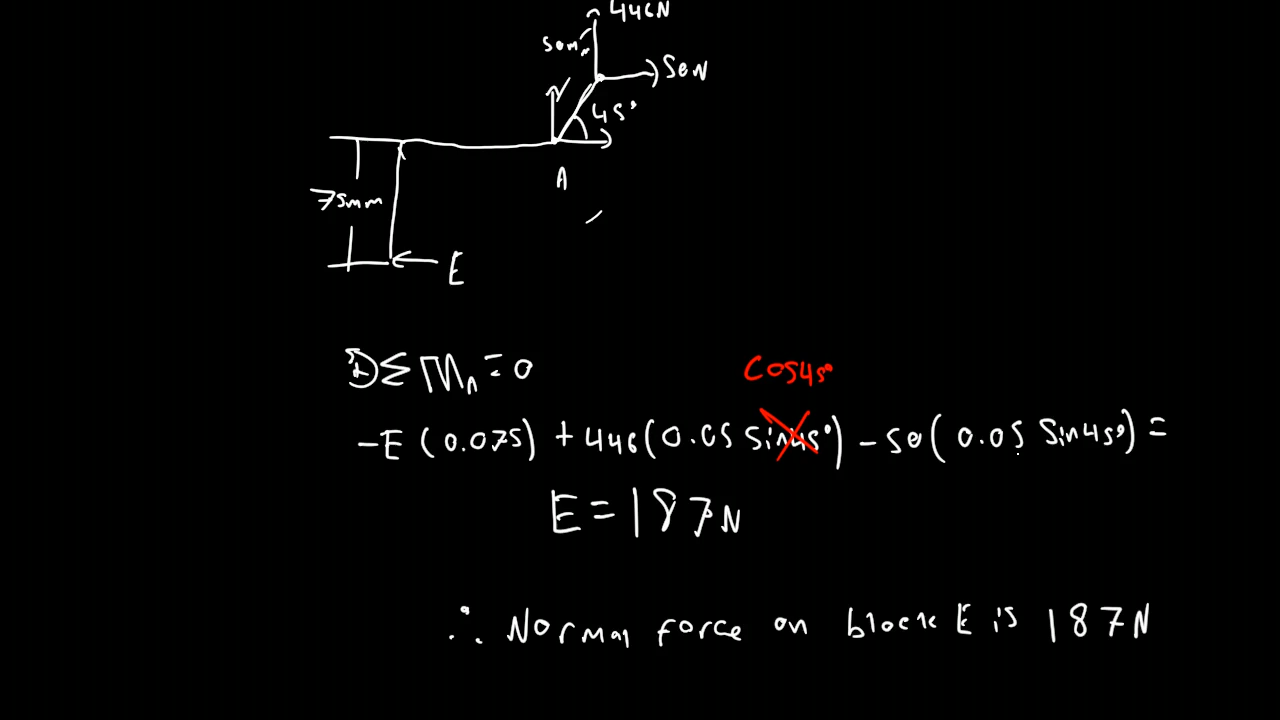 446N
50mm
50N
45°
A
75mm
E
ΣMA=0
cos45°
-E(0.075) + 446(0.05 sin45°) - 50(0.05 sin45°) =
E = 187N
∴ Normal force on block E is 187N